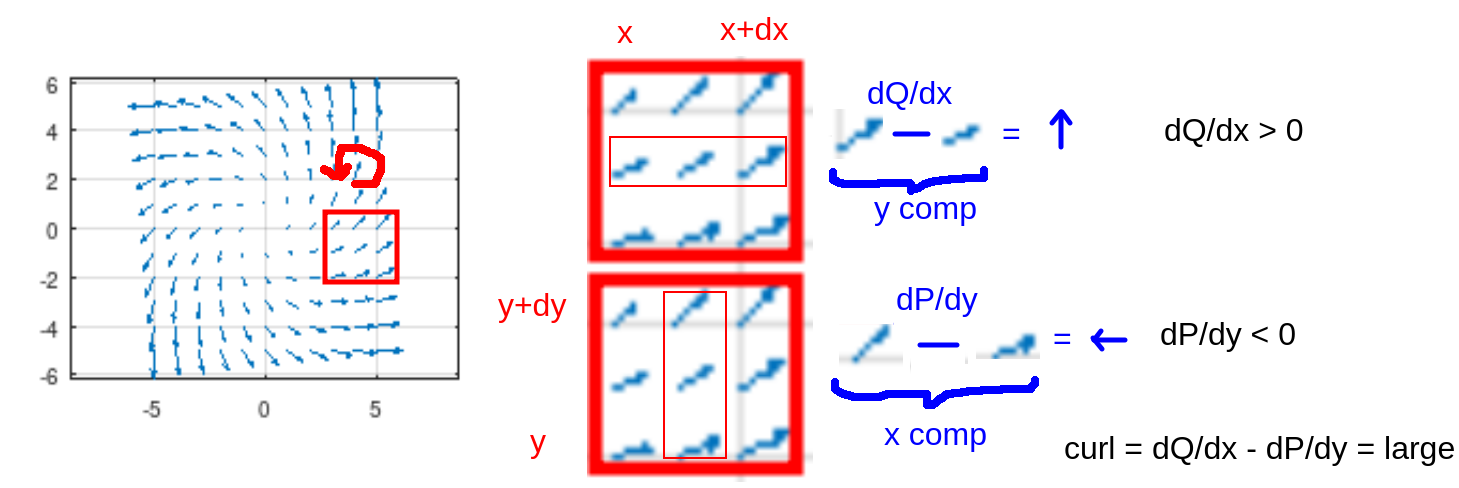 6
4
2
0
-2
-4
-6
-5 0 5
x x+dx
dQ/dx
=
dQ/dx > 0
y comp
y+dy
y
dP/dy
=
dP/dy < 0
x comp
curl = dQ/dx - dP/dy = large